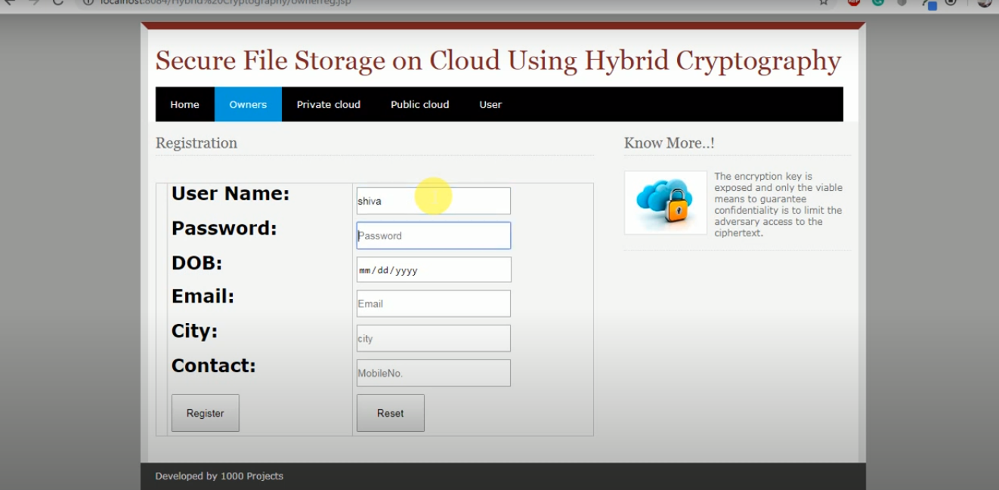 localhost:8084/Hybrid%20Cryptography/ownerreg.jsp
Secure File Storage on Cloud Using Hybrid Cryptography
Home Owners Private cloud Public cloud User
Registration
User Name: shiva
Password: Password
DOB: mm/dd/yyyy
Email: Email
City: city
Contact: MobileNo.
Register Reset
Know More..!
The encryption key is
exposed and only the viable
means to guarantee
confidentiality is to limit the
adversary access to the
ciphertext.
Developed by 1000 Projects